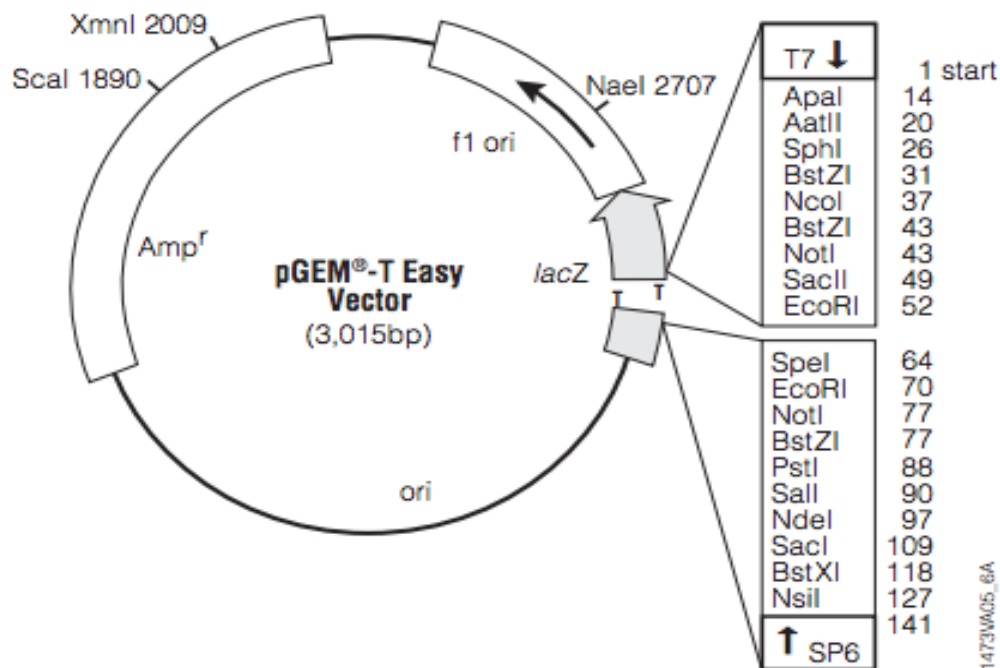 XmnI 2009
ScaI 1890
NaeI 2707
f1 ori
Ampr
pGEM®-T Easy
Vector
(3,015bp)
lacZ
T T
ori
T7 ↓
1 start
ApaI 14
AatII 20
SphI 26
BstZI 31
NcoI 37
BstZI 43
NotI 43
SacII 49
EcoRI 52
SpeI 64
EcoRI 70
NotI 77
BstZI 77
PstI 88
SalI 90
NdeI 97
SacI 109
BstXI 118
NsiI 127
141
↑ SP6
1473VA05_6A